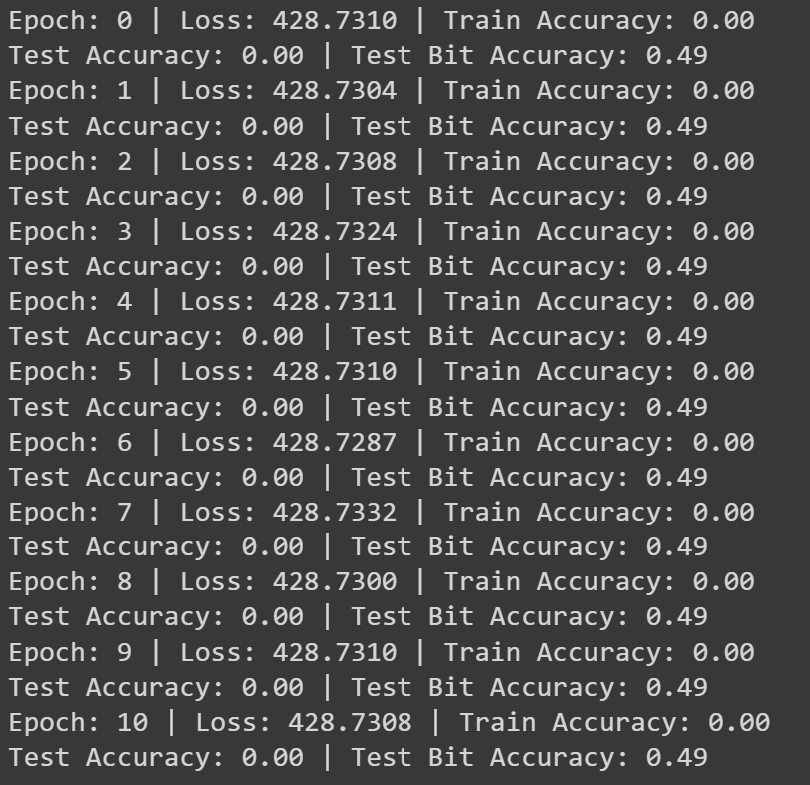 Epoch: 0 | Loss: 428.7310 | Train Accuracy: 0.00
Test Accuracy: 0.00 | Test Bit Accuracy: 0.49
Epoch: 1 | Loss: 428.7304 | Train Accuracy: 0.00
Test Accuracy: 0.00 | Test Bit Accuracy: 0.49
Epoch: 2 | Loss: 428.7308 | Train Accuracy: 0.00
Test Accuracy: 0.00 | Test Bit Accuracy: 0.49
Epoch: 3 | Loss: 428.7324 | Train Accuracy: 0.00
Test Accuracy: 0.00 | Test Bit Accuracy: 0.49
Epoch: 4 | Loss: 428.7311 | Train Accuracy: 0.00
Test Accuracy: 0.00 | Test Bit Accuracy: 0.49
Epoch: 5 | Loss: 428.7310 | Train Accuracy: 0.00
Test Accuracy: 0.00 | Test Bit Accuracy: 0.49
Epoch: 6 | Loss: 428.7287 | Train Accuracy: 0.00
Test Accuracy: 0.00 | Test Bit Accuracy: 0.49
Epoch: 7 | Loss: 428.7332 | Train Accuracy: 0.00
Test Accuracy: 0.00 | Test Bit Accuracy: 0.49
Epoch: 8 | Loss: 428.7300 | Train Accuracy: 0.00
Test Accuracy: 0.00 | Test Bit Accuracy: 0.49
Epoch: 9 | Loss: 428.7310 | Train Accuracy: 0.00
Test Accuracy: 0.00 | Test Bit Accuracy: 0.49
Epoch: 10 | Loss: 428.7308 | Train Accuracy: 0.00
Test Accuracy: 0.00 | Test Bit Accuracy: 0.49